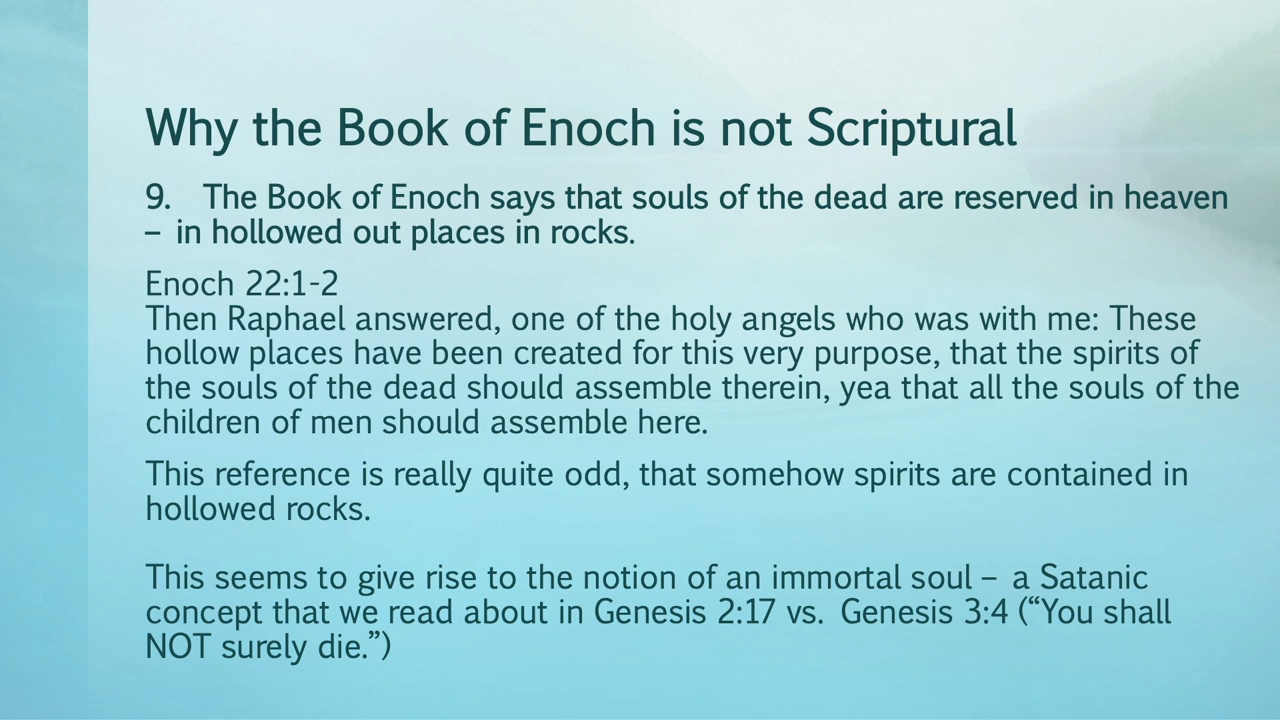 Why the Book of Enoch is not Scriptural
9. The Book of Enoch says that souls of the dead are reserved in heaven
– in hollowed out places in rocks.
Enoch 22:1-2
Then Raphael answered, one of the holy angels who was with me: These
hollow places have been created for this very purpose, that the spirits of
the souls of the dead should assemble therein, yea that all the souls of the
children of men should assemble here.
This reference is really quite odd, that somehow spirits are contained in
hollowed rocks.
This seems to give rise to the notion of an immortal soul – a Satanic
concept that we read about in Genesis 2:17 vs. Genesis 3:4 (“You shall
NOT surely die.”)